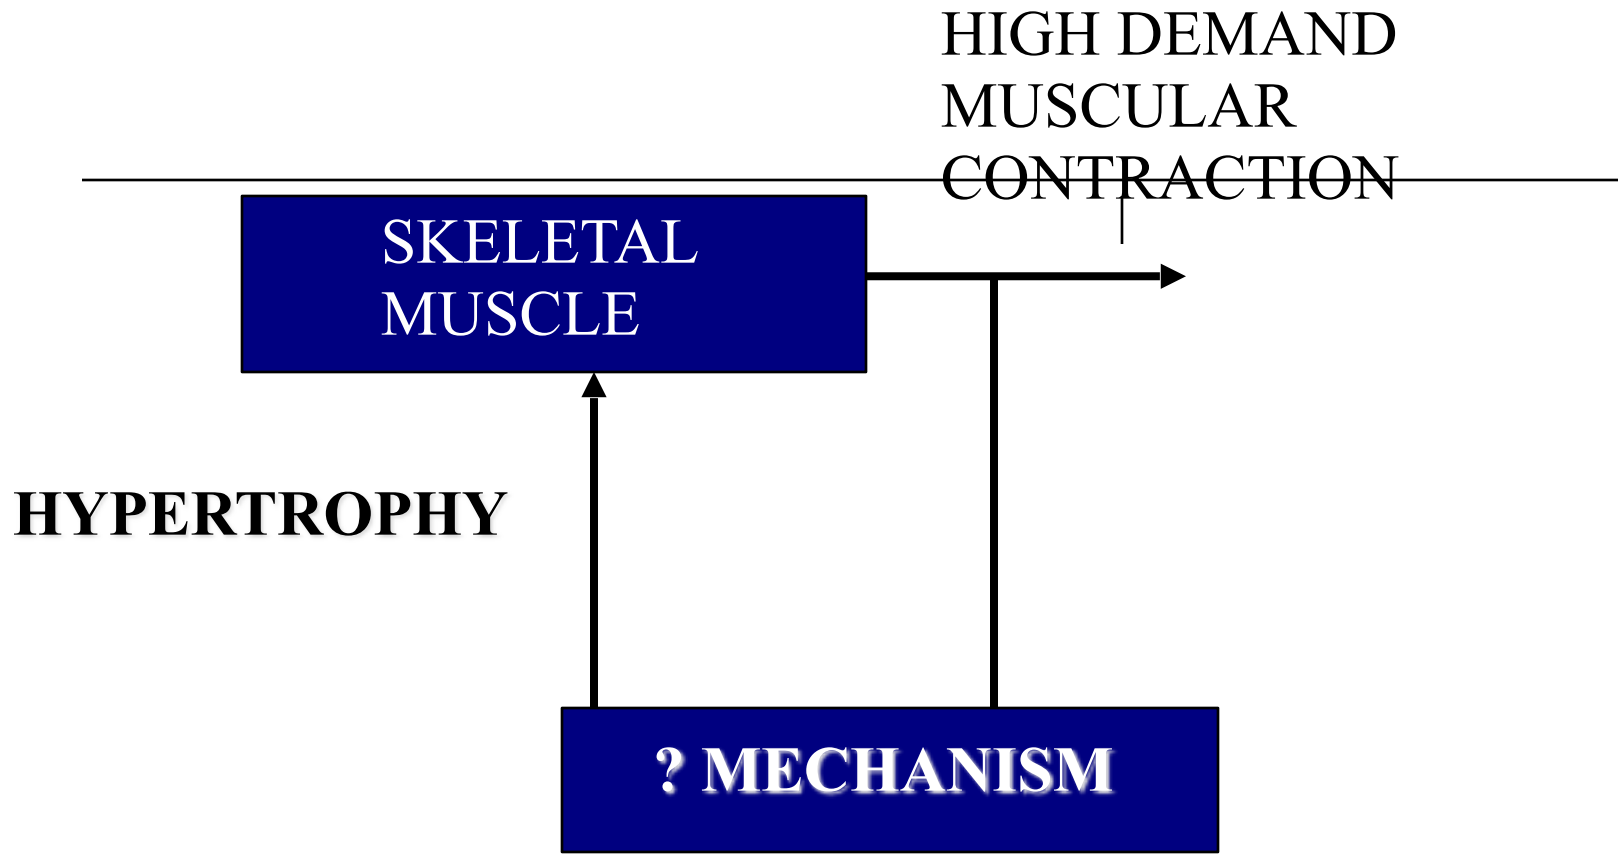 HIGH DEMAND
MUSCULAR
CONTRACTION
SKELETAL
MUSCLE
HYPERTROPHY
? MECHANISM